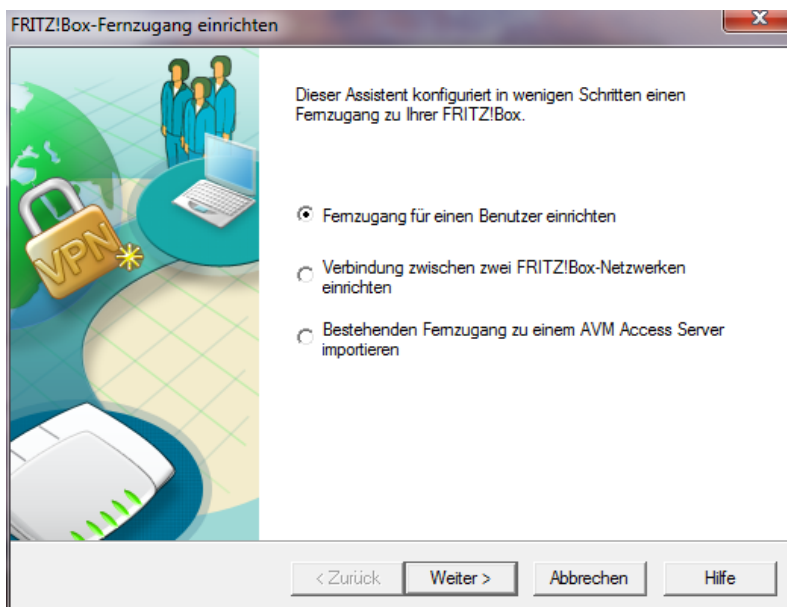 FRITZ!Box-Fernzugang einrichten
Dieser Assistent konfiguriert in wenigen Schritten einen
Fernzugang zu Ihrer FRITZ!Box.
Fernzugang für einen Benutzer einrichten
Verbindung zwischen zwei FRITZ!Box-Netzwerken
einrichten
Bestehenden Fernzugang zu einem AVM Access Server
importieren
VPN
< Zurück
Weiter >
Abbrechen
Hilfe